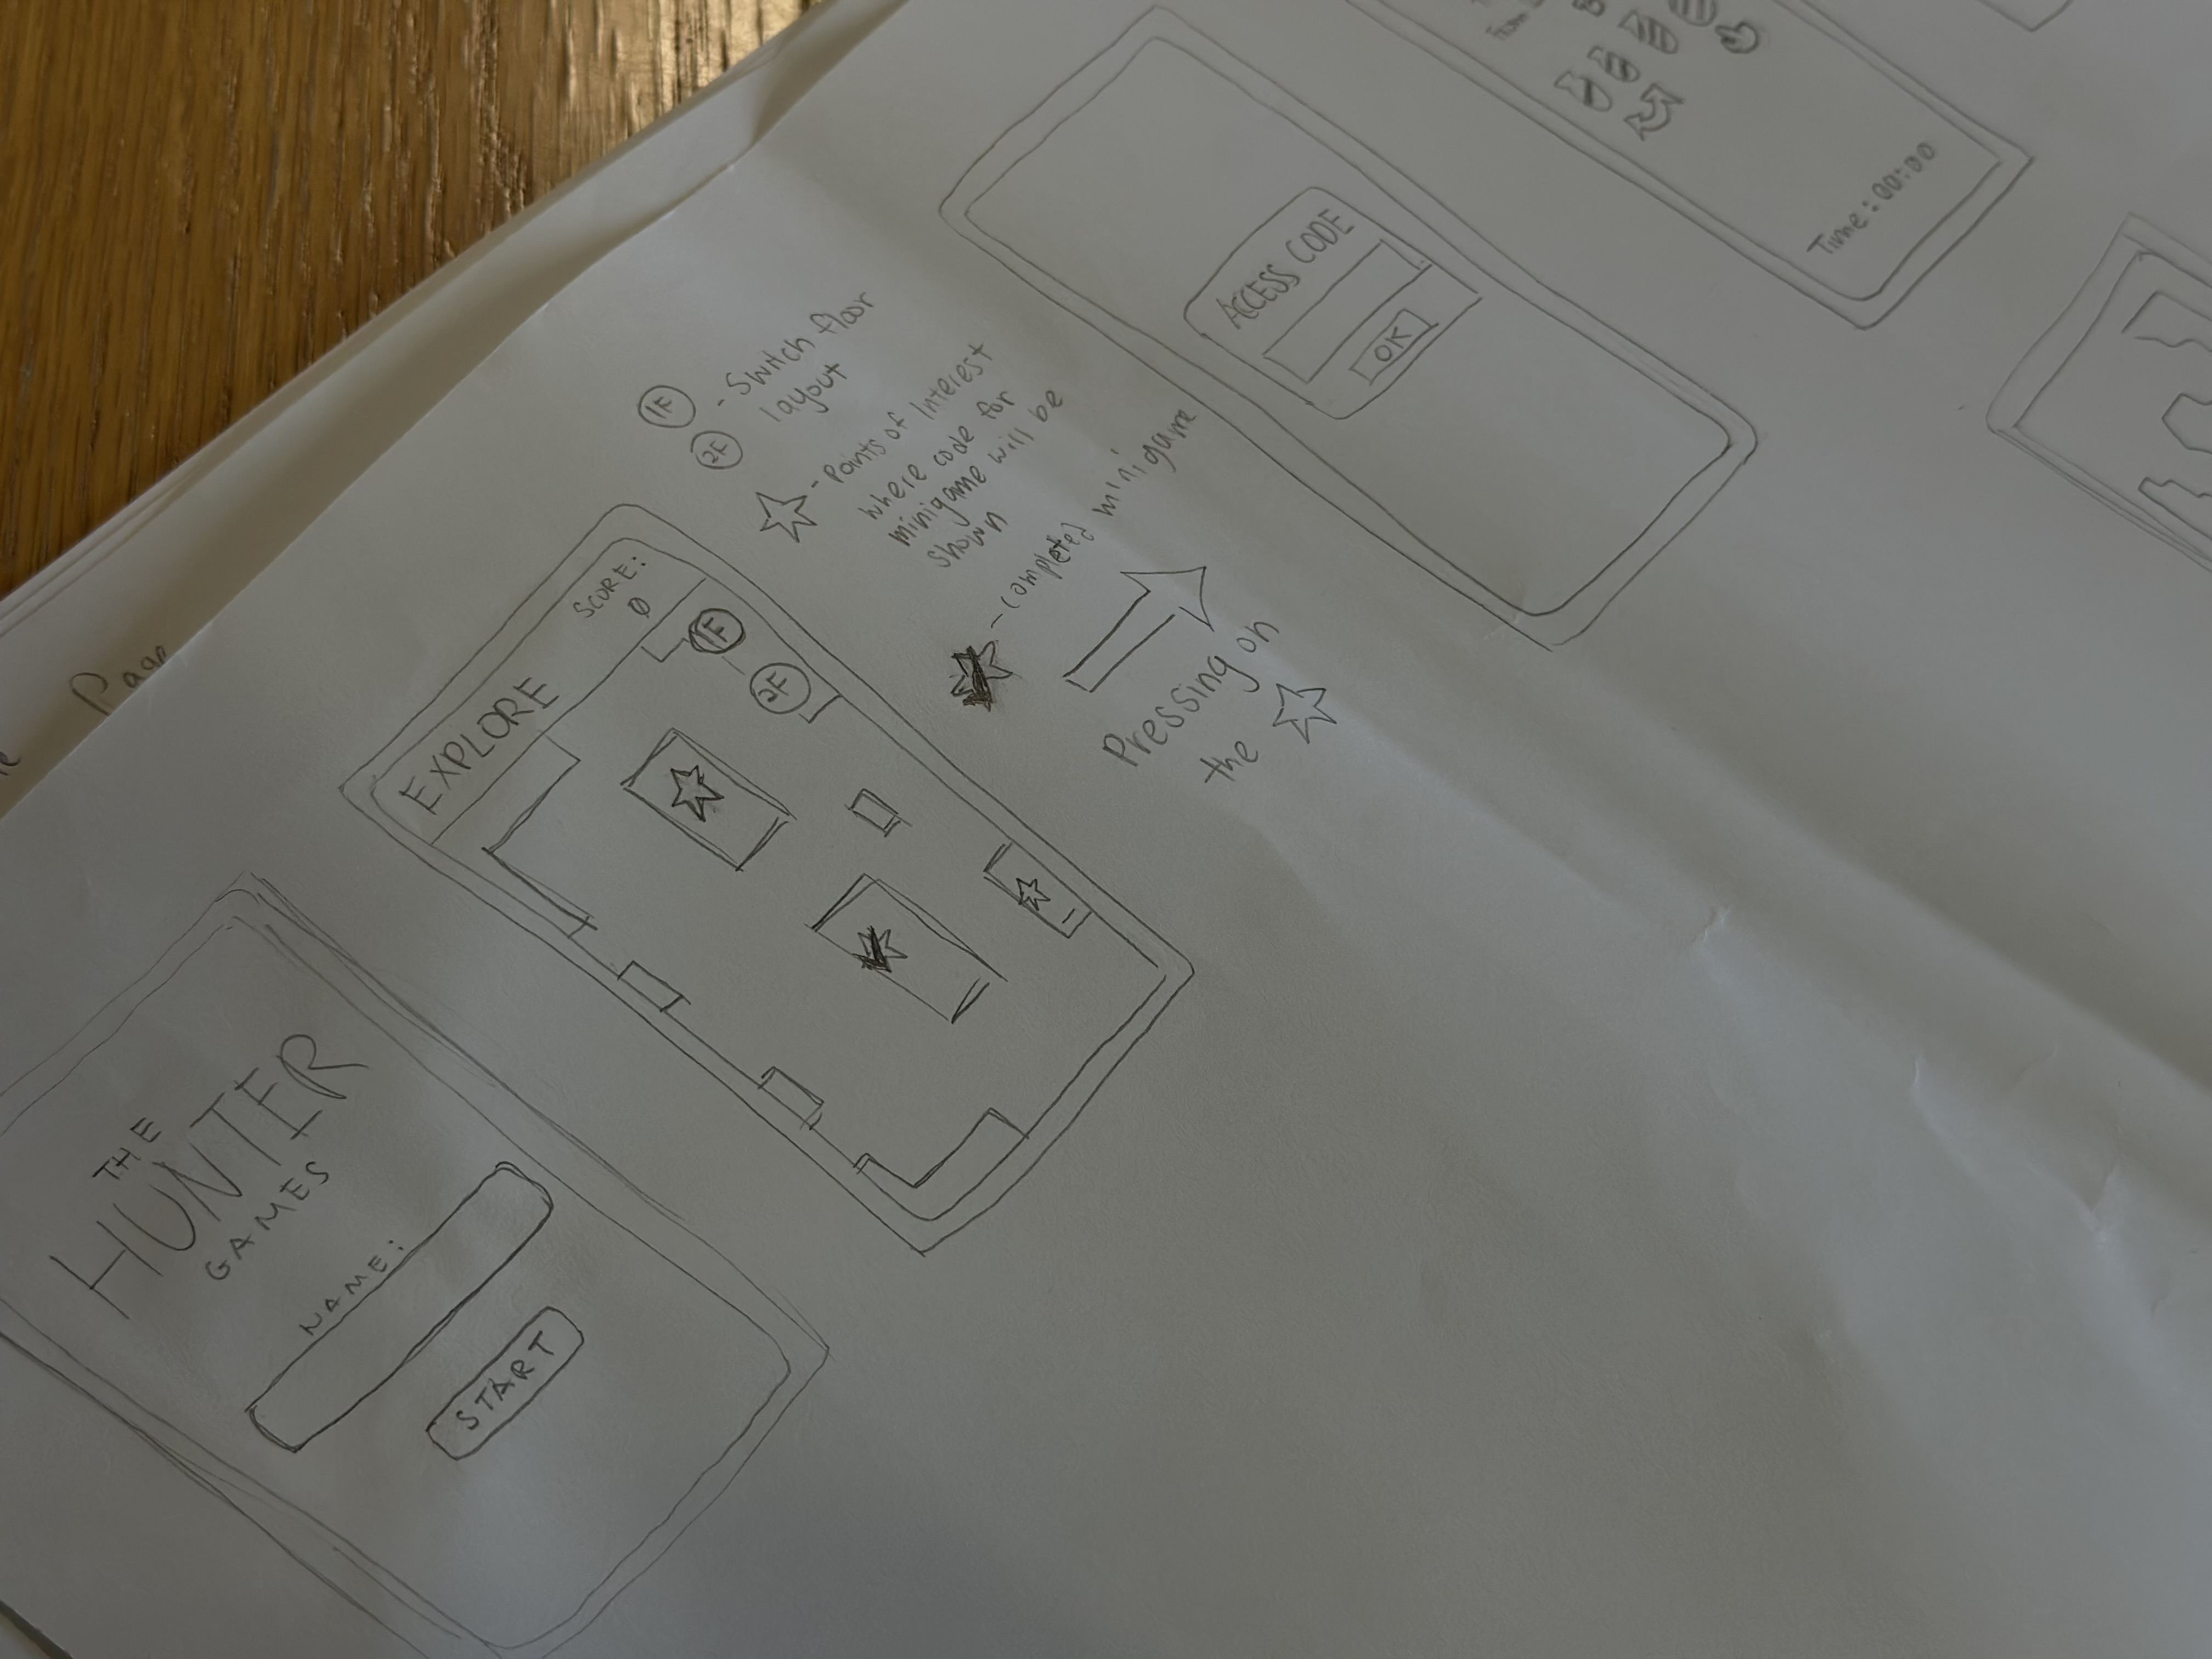 THE
HUNTER
GAMES
NAME:
START
EXPLORE
SCORE:
0
1F
2F
1F
2F
- Switch floor
layout
- Points of Interest
where code for
minigame will be
shown
- completed minigame
Pressing on
the
ACCESS CODE
OK
Time: 00:00
Page